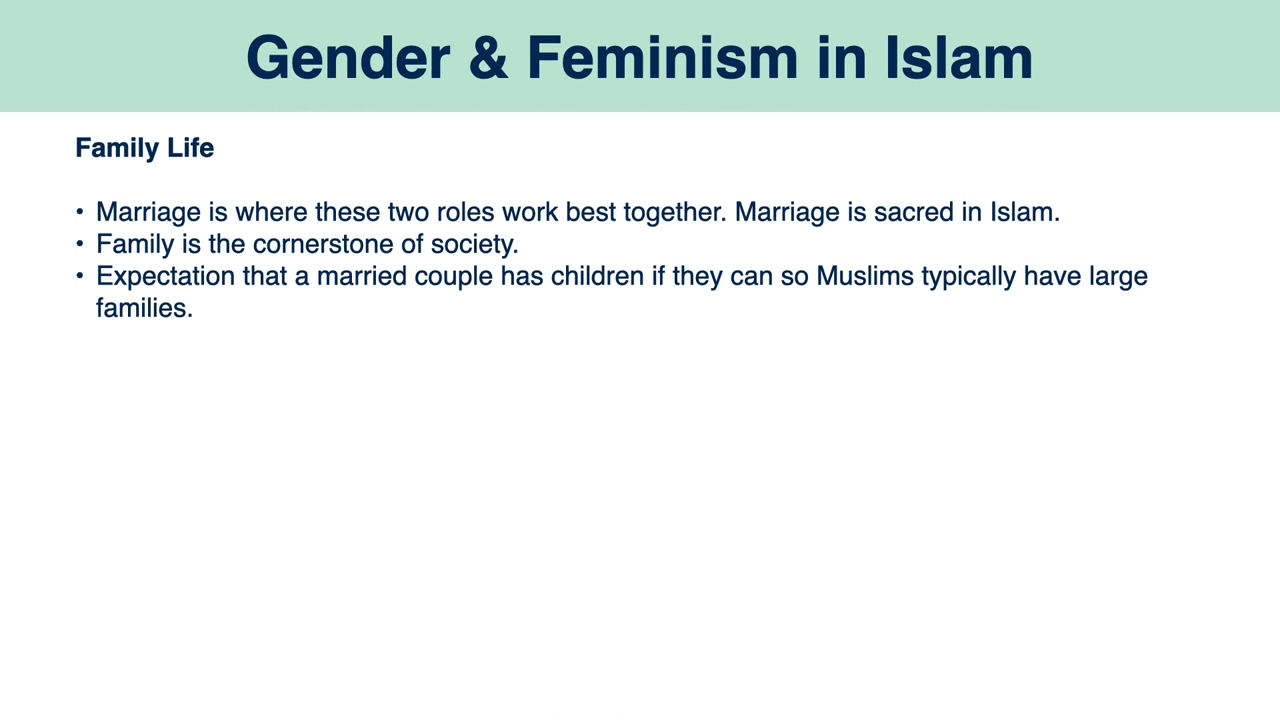 Gender & Feminism in Islam
Family Life
• Marriage is where these two roles work best together. Marriage is sacred in Islam.
• Family is the cornerstone of society.
• Expectation that a married couple has children if they can so Muslims typically have large
families.